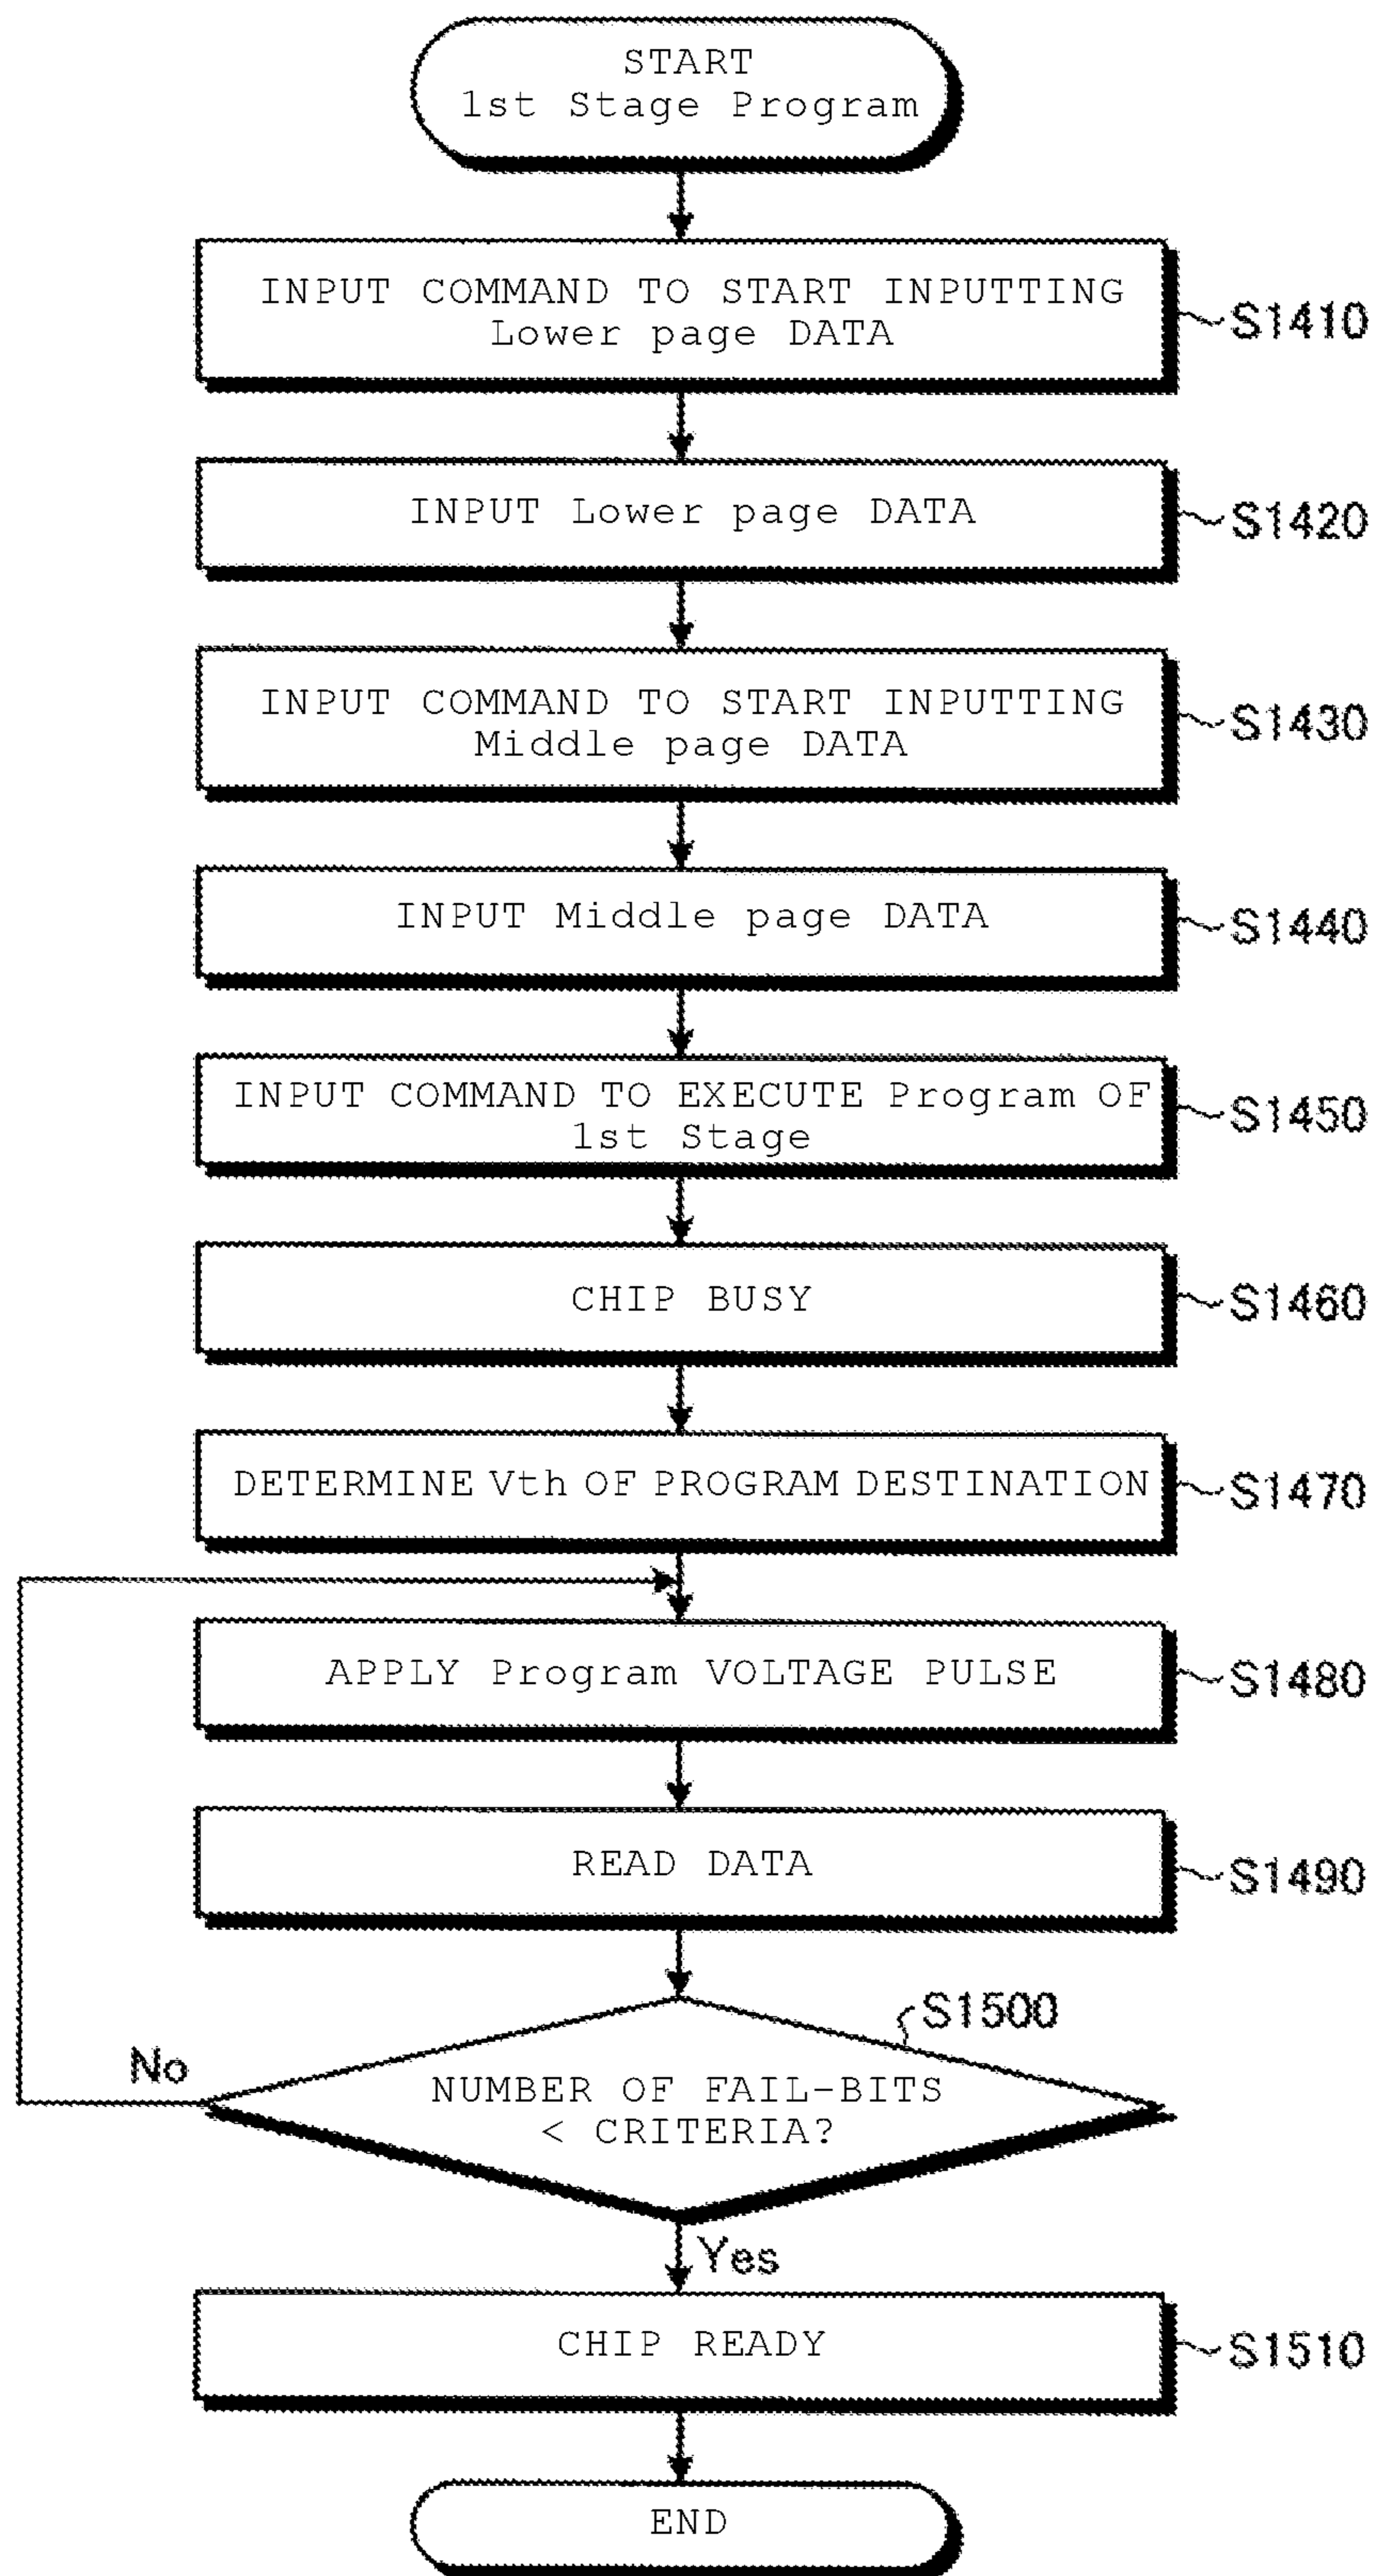 START
1st Stage Program
INPUT COMMAND TO START INPUTTING
Lower page DATA
S1410
INPUT Lower page DATA
S1420
INPUT COMMAND TO START INPUTTING
Middle page DATA
S1430
INPUT Middle page DATA
S1440
INPUT COMMAND TO EXECUTE Program OF
1st Stage
S1450
CHIP BUSY
S1460
DETERMINE Vth OF PROGRAM DESTINATION
S1470
APPLY Program VOLTAGE PULSE
S1480
READ DATA
S1490
S1500
No
NUMBER OF FAIL-BITS
< CRITERIA?
Yes
CHIP READY
S1510
END